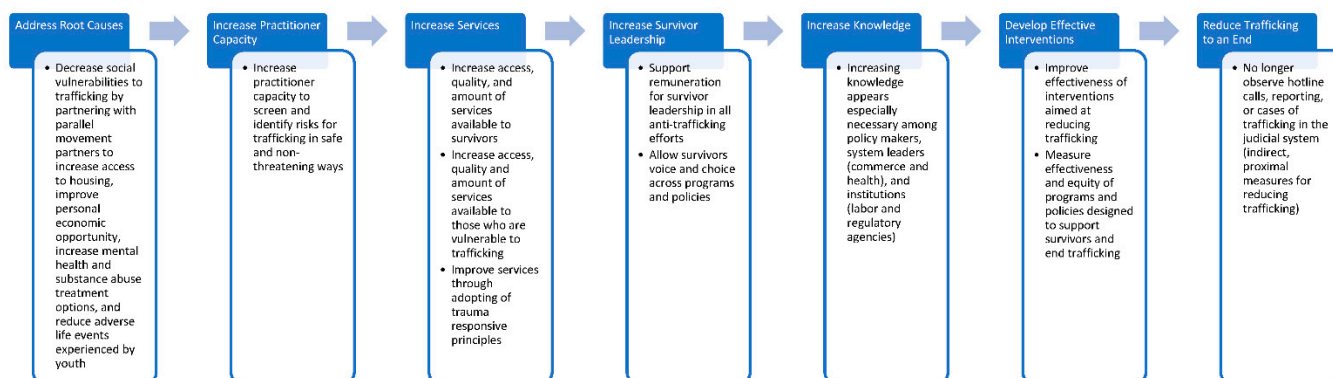 Address Root Causes
• Decrease social
vulnerabilities to
trafficking by
partnering with
parallel
movement
partners to
increase access
to housing,
improve
personal
economic
opportunity,
increase mental
health and
substance abuse
treatment
options, and
reduce adverse
life events
experienced by
youth
Increase Practitioner
Capacity
• Increase
practitioner
capacity to
screen and
identify risks for
trafficking in safe
and non-
threatening ways
Increase Services
• Increase access,
quality, and
amount of
services
available to
survivors
• Increase access,
quality and
amount of
services
available to
those who are
vulnerable to
trafficking
• Improve services
through
adopting of
trauma
responsive
principles
Increase Survivor
Leadership
• Support
remuneration
for survivor
leadership in all
anti-trafficking
efforts
• Allow survivors
voice and choice
across programs
and policies
Increase Knowledge
• Increasing
knowledge
appears
especially
necessary among
policy makers,
system leaders
(commerce and
health), and
institutions
(labor and
regulatory
agencies)
Develop Effective
Interventions
• Improve
effectiveness of
interventions
aimed at
reducing
trafficking
• Measure
effectiveness
and equity of
programs and
policies designed
to support
survivors and
end trafficking
Reduce Trafficking
to an End
• No longer
observe hotline
calls, reporting,
or cases of
trafficking in the
judicial system
(indirect,
proximal
measures for
reducing
trafficking)